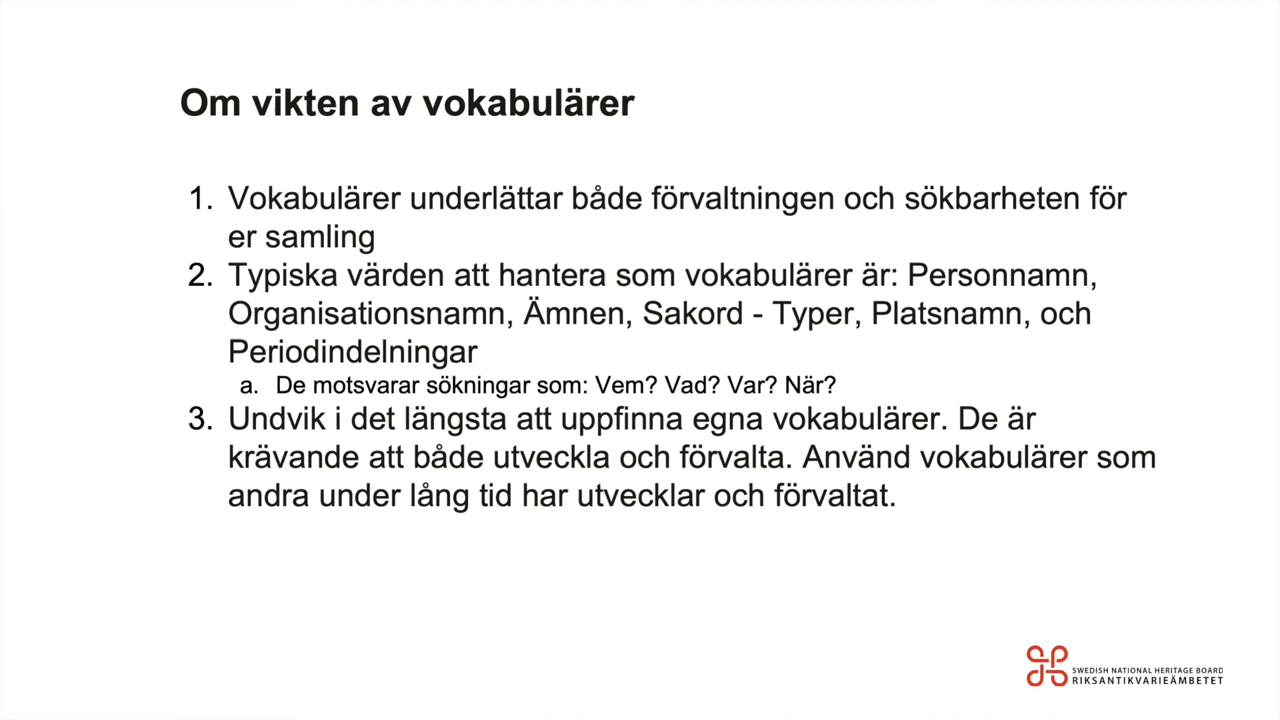 Om vikten av vokabulärer
1. Vokabulärer underlättar både förvaltningen och sökbarheten för
er samling
2. Typiska värden att hantera som vokabulärer är: Personnamn,
Organisationsnamn, Ämnen, Sakord - Typer, Platsnamn, och
Periodindelningar
a. De motsvarar sökningar som: Vem? Vad? Var? När?
3. Undvik i det längsta att uppfinna egna vokabulärer. De är
krävande att både utveckla och förvalta. Använd vokabulärer som
andra under lång tid har utvecklar och förvaltat.
SWEDISH NATIONAL HERITAGE BOARD
RIKSANTIKVARIEÄMBETET